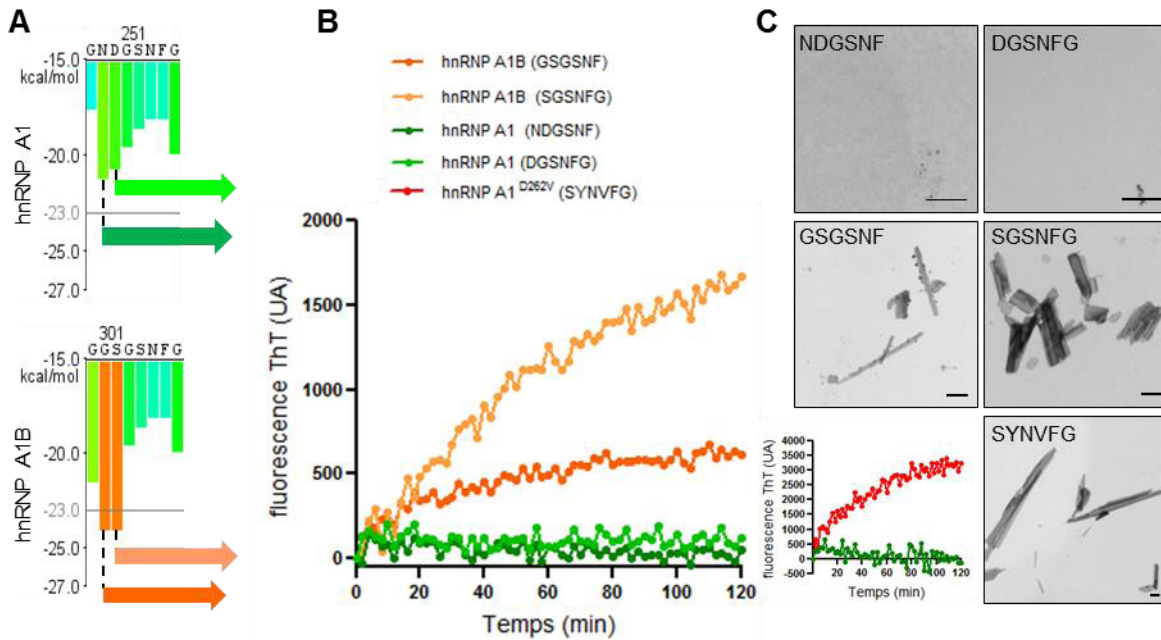 A
251
GNDGSNFG
-15.0
kcal/mol
-20.0
-23.0
-25.0
-27.0
hnRNP A1
301
GGSGSNFG
-15.0
kcal/mol
-20.0
-23.0
-25.0
-27.0
hnRNP A1B
B
hnRNP A1B (GSGSNF)
hnRNP A1B (SGSNFG)
hnRNP A1 (NDGSNF)
hnRNP A1 (DGSNFG)
hnRNP A1 D262V (SYNVFG)
2000
1500
1000
500
0
fluorescence ThT (UA)
0 20 40 60 80 100 120
Temps (min)
C
NDGSNF
DGSNFG
GSGSNF
SGSNFG
SYNVFG
4000
3500
3000
2500
2000
1500
1000
500
0
-500
fluorescence ThT (UA)
20 40 60 80 100 120
Temps (min)